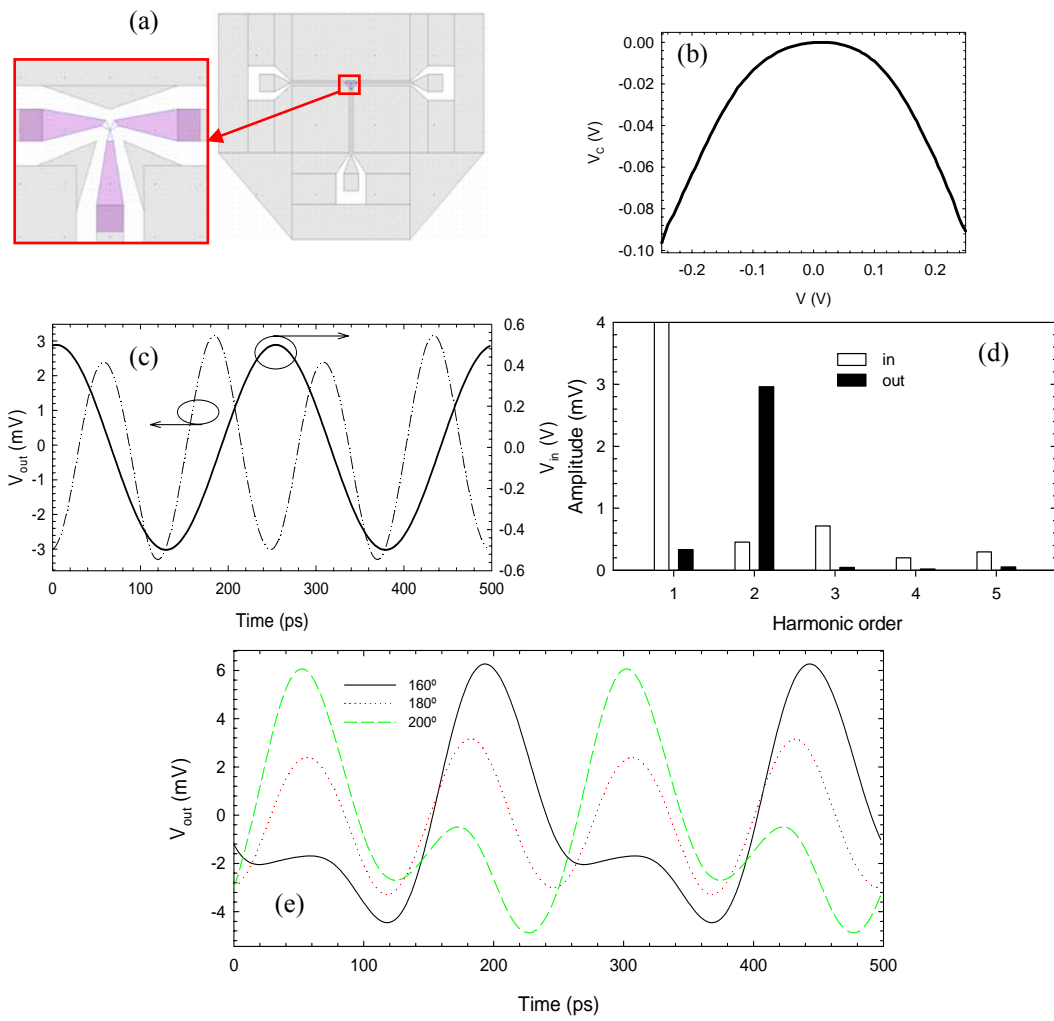 (a)
(b)
0.00
-0.02
-0.04
-0.06
-0.08
-0.10
V_C (V)
-0.2 -0.1 0.0 0.1 0.2
V (V)
(c)
3
2
1
0
-1
-2
-3
V_out (mV)
0.6
0.4
0.2
0.0
-0.2
-0.4
-0.6
V_in (V)
0 100 200 300 400 500
Time (ps)
(d)
in
out
4
3
2
1
0
Amplitude (mV)
1 2 3 4 5
Harmonic order
160º
180º
200º
6
4
2
0
-2
-4
V_out (mV)
(e)
0 100 200 300 400 500
Time (ps)